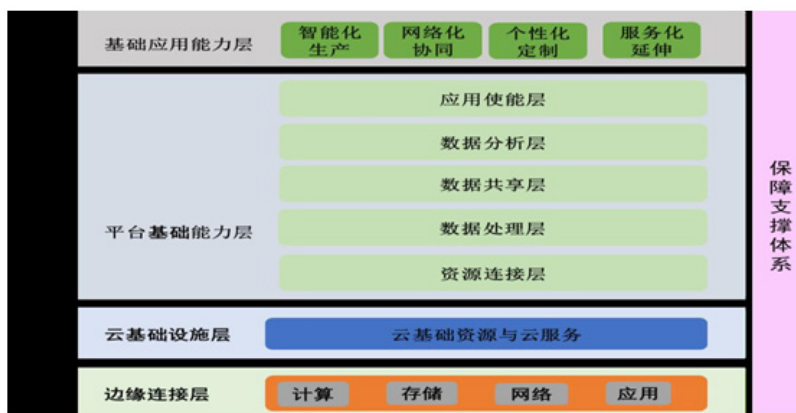 基础应用能力层
智能化
生产
网络化
协同
个性化
定制
服务化
延伸
平台基础能力层
应用使能层
数据分析层
数据共享层
数据处理层
资源连接层
云基础设施层
云基础资源与云服务
边缘连接层
计算
存储
网络
应用
保障支撑体系